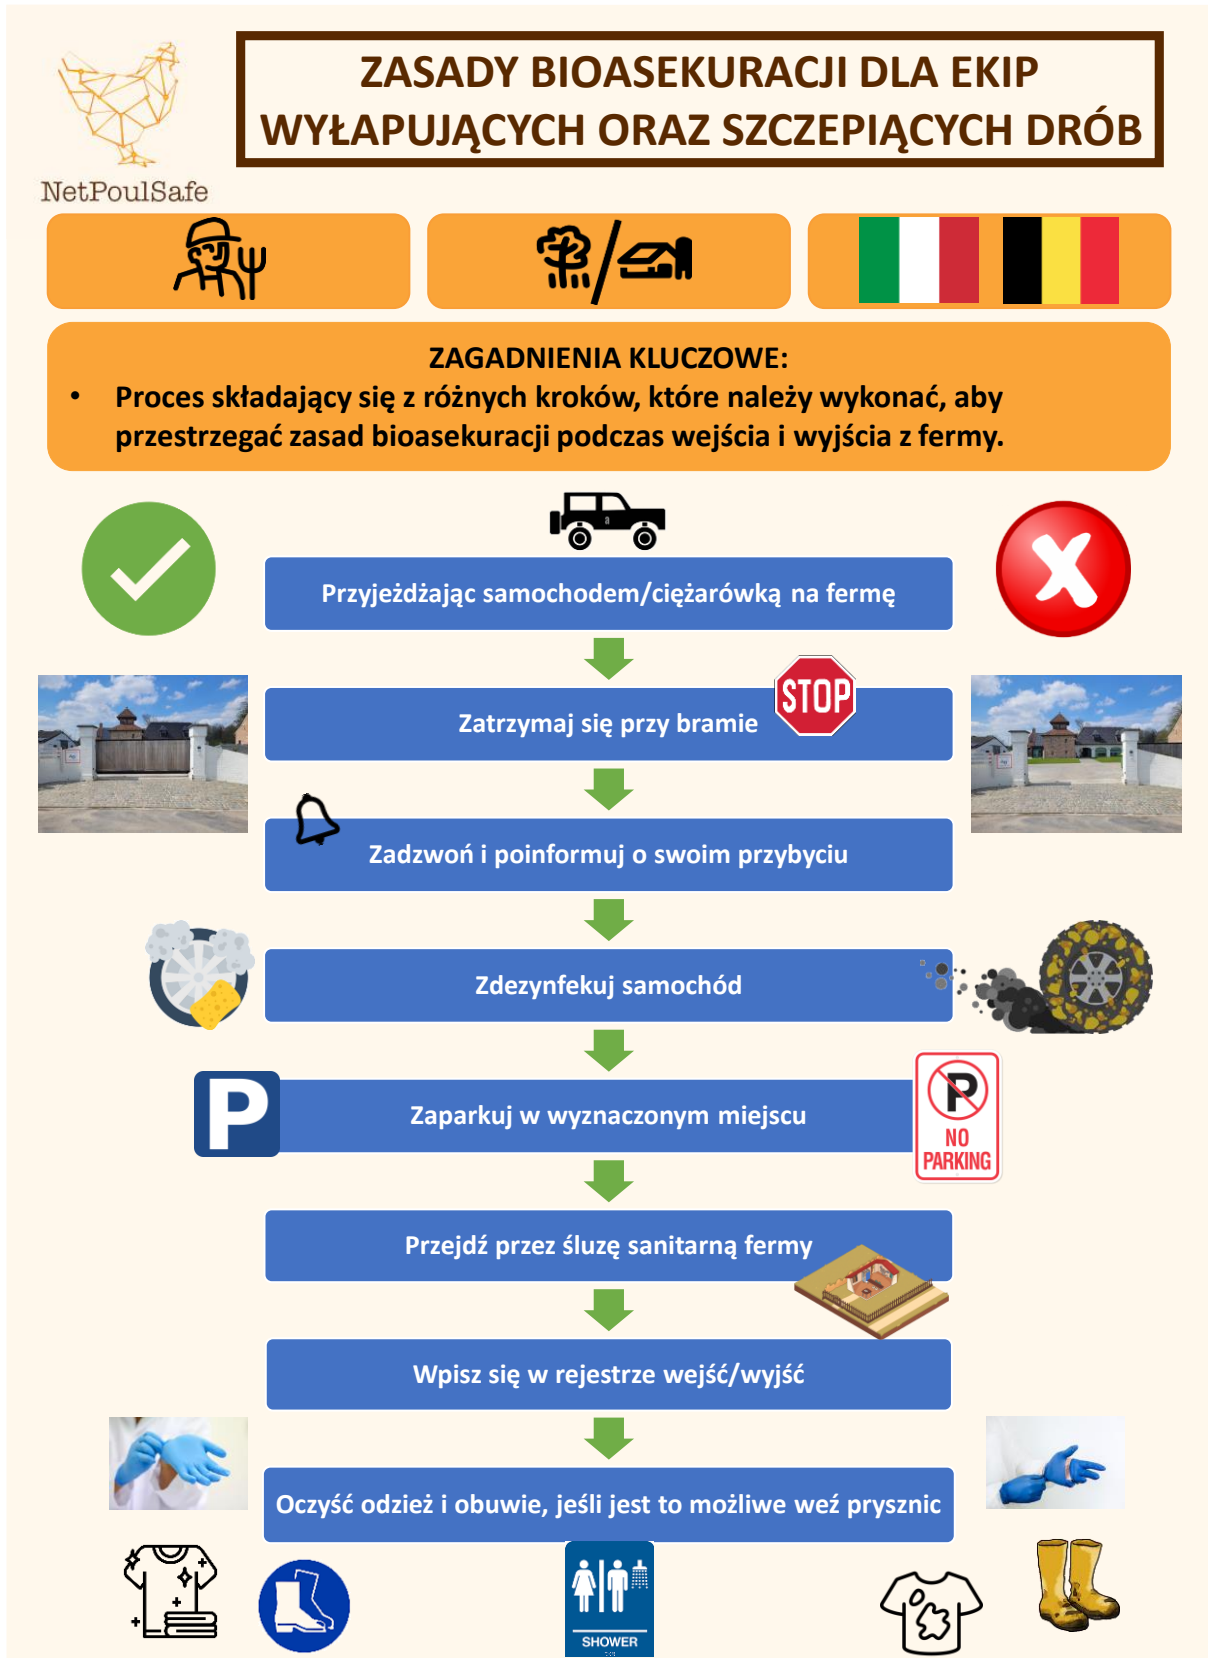 ZASADY BIOASEKURACJI DLA EKIP
WYŁAPUJĄCYCH ORAZ SZCZEPIĄCYCH DRÓB
NetPoulSafe
ZAGADNIENIA KLUCZOWE:
• Proces składający się z różnych kroków, które należy wykonać, aby
przestrzegać zasad bioasekuracji podczas wejścia i wyjścia z fermy.
Przyjeżdżając samochodem/ciężarówką na fermę
Zatrzymaj się przy bramie
STOP
Zadzwoń i poinformuj o swoim przybyciu
Zdezynfekuj samochód
P
Zaparkuj w wyznaczonym miejscu
P
NO
PARKING
Przejdź przez śluzę sanitarną fermy
Wpisz się w rejestrze wejść/wyjść
Oczyść odzież i obuwie, jeśli jest to możliwe weź prysznic
SHOWER